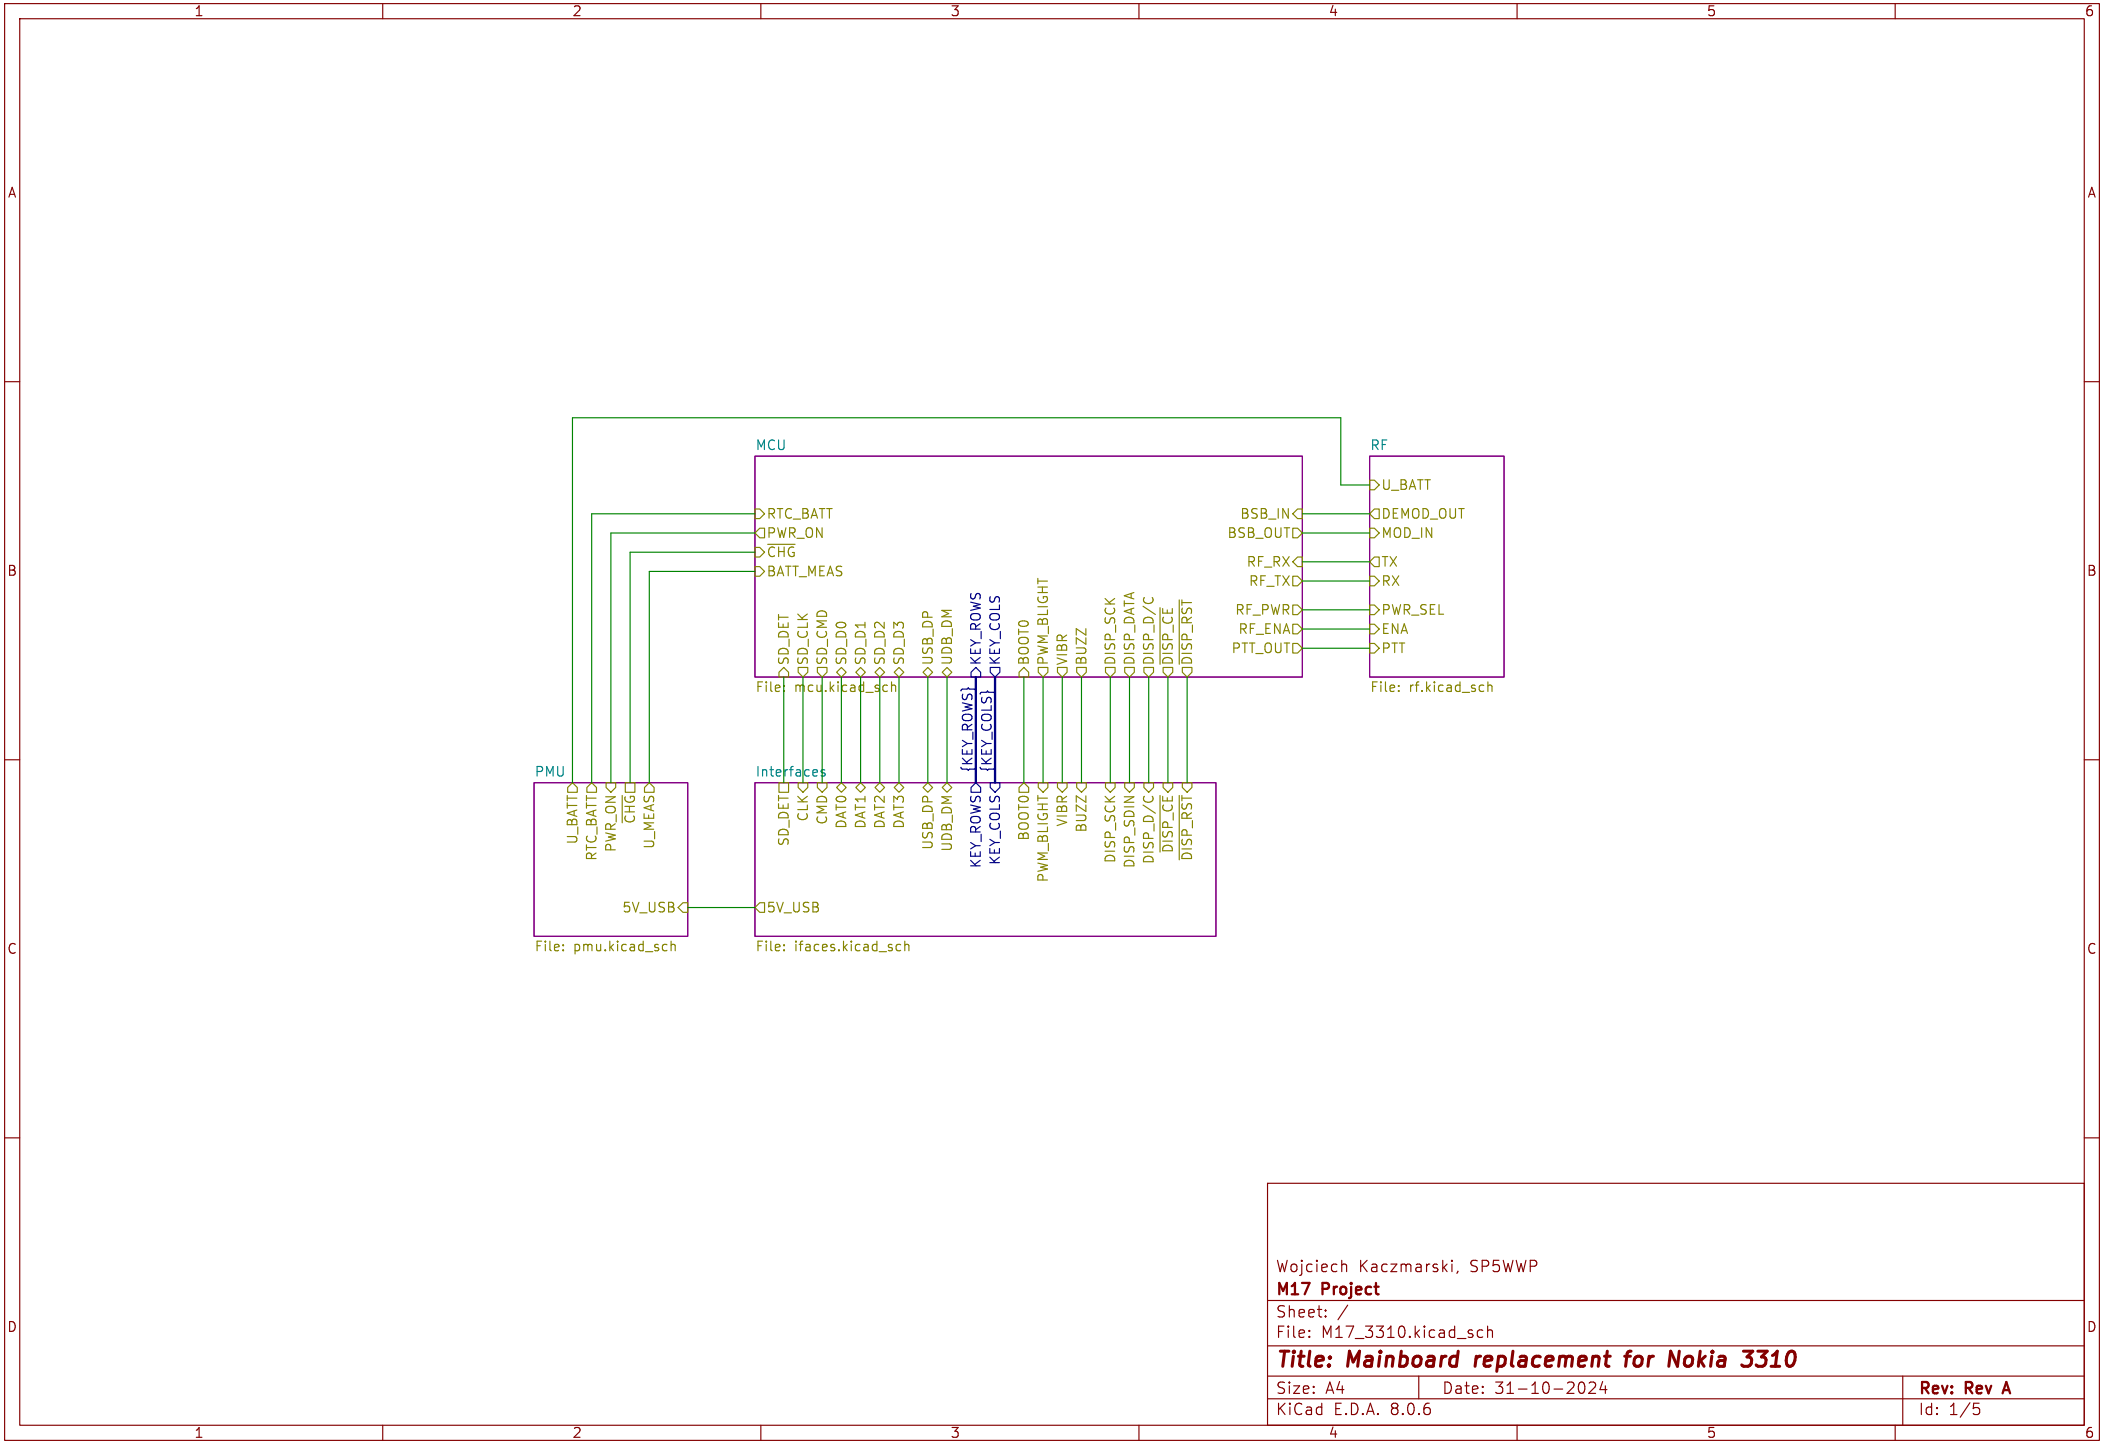 1 2 3 4 5 6
A A
MCU RF
U_BATT
RTC_BATT BSB_IN DEMOD_OUT
PWR_ON BSB_OUT MOD_IN
CHG RF_RX TX
BATT_MEAS RF_TX RX
B B
RF_PWR PWR_SEL
RF_ENA ENA
PTT_OUT PTT
SD_DET SD_CLK SD_CMD SD_D0 SD_D1 SD_D2 SD_D3 USB_DP UDB_DM KEY_ROWS KEY_COLS BOOT0 PWM_BLIGHT VIBR BUZZ DISP_SCK DISP_DATA DISP_D/C DISP_CE DISP_RST
File: mcu.kicad_sch File: rf.kicad_sch
{KEY_ROWS} {KEY_COLS}
PMU Interfaces
U_BATT RTC_BATT PWR_ON CHG U_MEAS
SD_DET CLK CMD DAT0 DAT1 DAT2 DAT3 USB_DP UDB_DM KEY_ROWS KEY_COLS BOOT0 PWM_BLIGHT VIBR BUZZ DISP_SCK DISP_SDIN DISP_D/C DISP_CE DISP_RST
5V_USB 5V_USB
File: pmu.kicad_sch File: ifaces.kicad_sch
C C
Wojciech Kaczmarski, SP5WWP
M17 Project
Sheet: /
File: M17_3310.kicad_sch
D D
Title: Mainboard replacement for Nokia 3310
Size: A4 Date: 31-10-2024 Rev: Rev A
KiCad E.D.A. 8.0.6 Id: 1/5
1 2 3 4 5 6